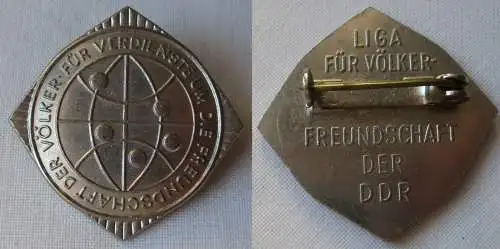 FÜR VERDIENSTE UM DIE FREUNDSCHAFT DER VÖLKER
LIGA
FÜR VÖLKER-
FREUNDSCHAFT
DER
DDR